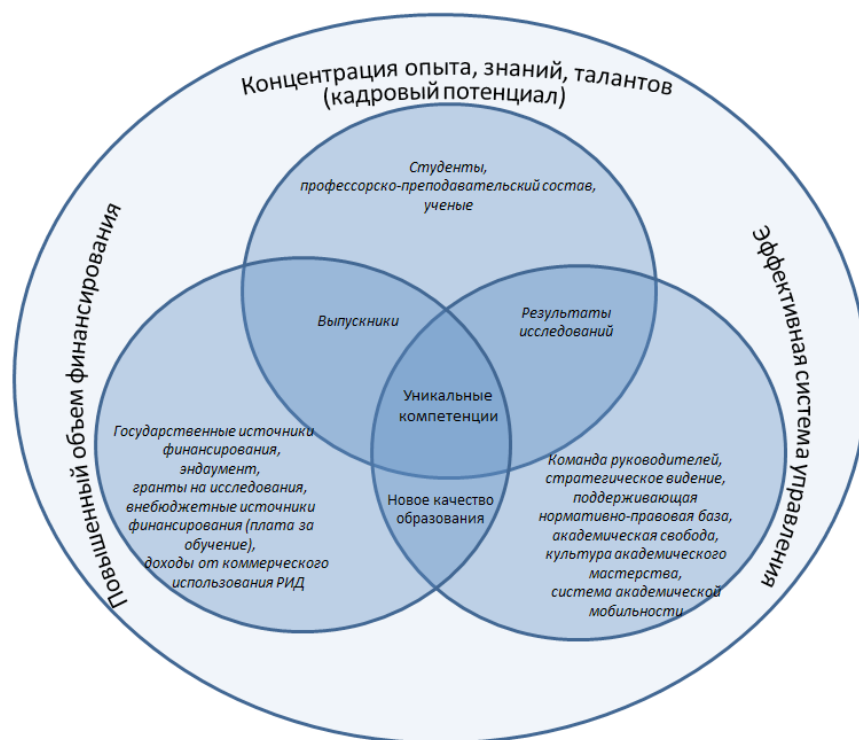 Концентрация опыта, знаний, талантов
(кадровый потенциал)
Студенты,
профессорско-преподавательский состав,
ученые
Повышенный объем финансирования
Эффективная система управления
Выпускники
Результаты
исследований
Уникальные
компетенции
Государственные источники
финансирования,
эндаумент,
гранты на исследования,
внебюджетные источники
финансирования (плата за
обучение),
доходы от коммерческого
использования РИД
Новое качество
образования
Команда руководителей,
стратегическое видение,
поддерживающая
нормативно-правовая база,
академическая свобода,
культура академического
мастерства,
система академической
мобильности